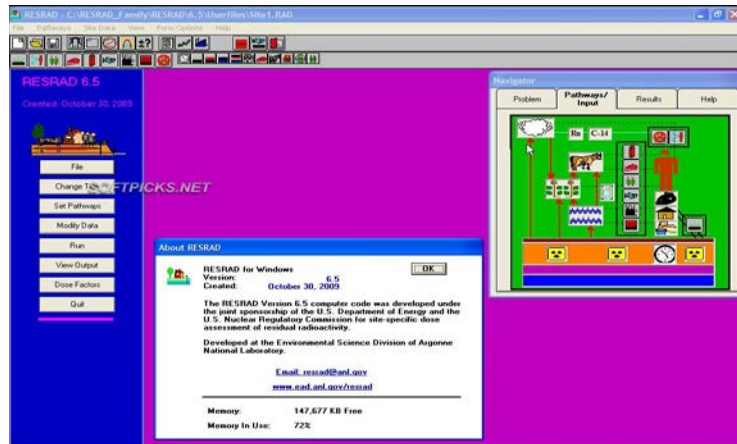 RESRAD - C:\RESRAD_Family\RESRAD\6.5\Userfiles\Site1.RAD
File Pathways Site Data View Form Options Help
RESRAD 6.5
Created: October 30, 2009
File
Set Pathways
Modify Data
Run
View Output
Dose Factors
Quit
SOFTPICKS.NET
Navigator
Problem
Pathways/
Input
Results
Help
Rn C-14
About RESRAD
RESRAD for Windows
OK
Version: 6.5
Created: October 30, 2009
The RESRAD Version 6.5 computer code was developed under
the joint sponsorship of the U.S. Department of Energy and the
U.S. Nuclear Regulatory Commission for site-specific dose
assessment of residual radioactivity.
Developed at the Environmental Science Division of Argonne
National Laboratory.
Email: resrad@anl.gov
www.ead.anl.gov/resrad
Memory: 147,677 KB Free
Memory In Use: 72%